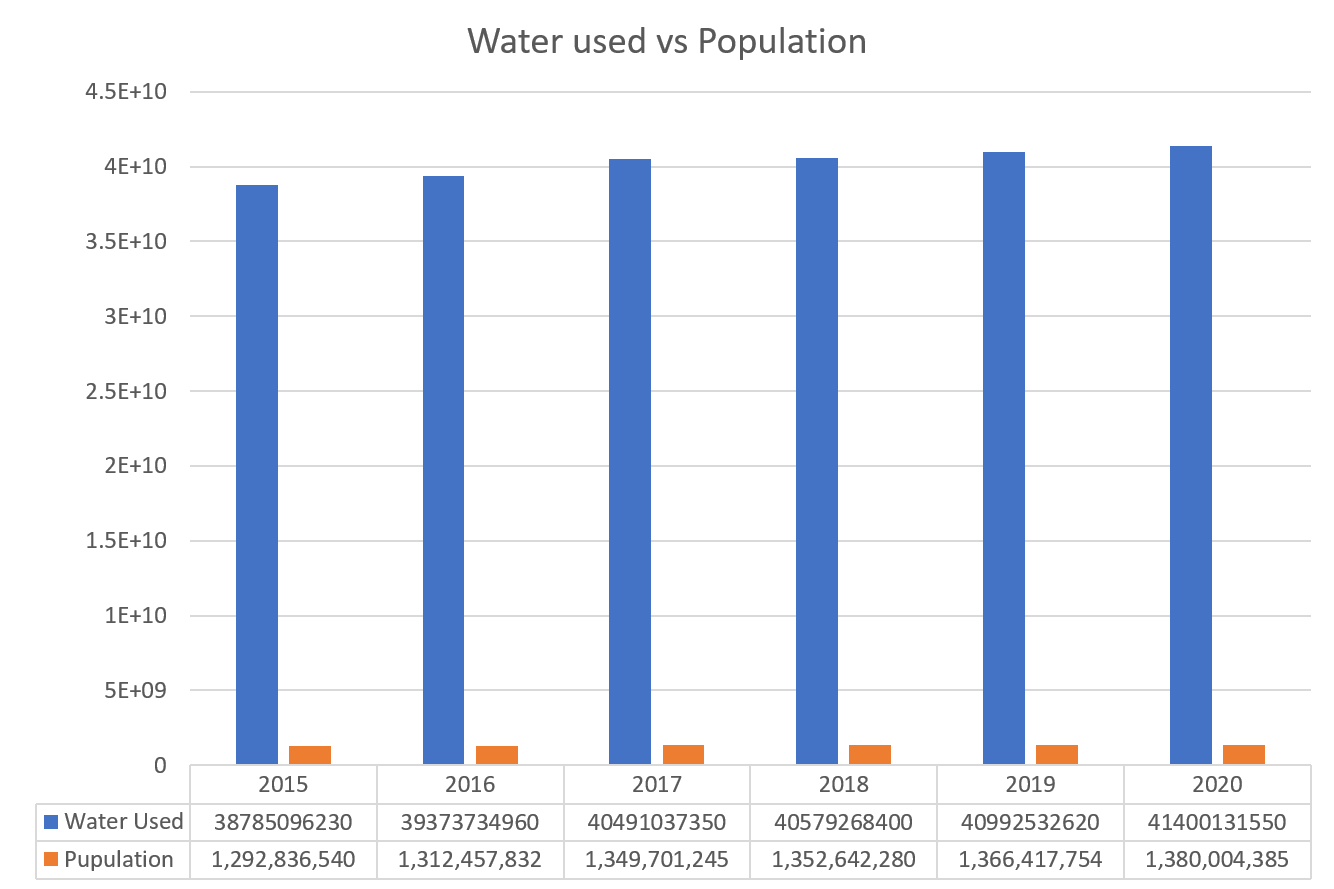 Water used vs Population
4.5E+10
4E+10
3.5E+10
3E+10
2.5E+10
2E+10
1.5E+10
1E+10
5E+09
0
2015 2016 2017 2018 2019 2020
Water Used 38785096230 39373734960 40491037350 40579268400 40992532620 41400131550
Pupulation 1,292,836,540 1,312,457,832 1,349,701,245 1,352,642,280 1,366,417,754 1,380,004,385